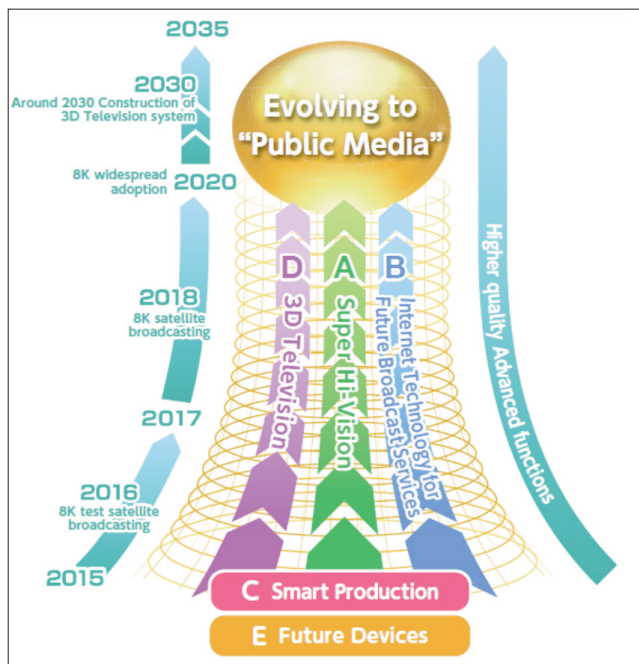 2035
2030
Around 2030 Construction of
3D Television system
8K widespread
adoption
2020
2018
8K satellite
broadcasting
2017
2016
8K test satellite
broadcasting
2015
Evolving to
“Public Media”
D
3D Television
A
Super Hi-Vision
B
Internet Technology for
Future Broadcast Services
Higher quality Advanced functions
C Smart Production
E Future Devices